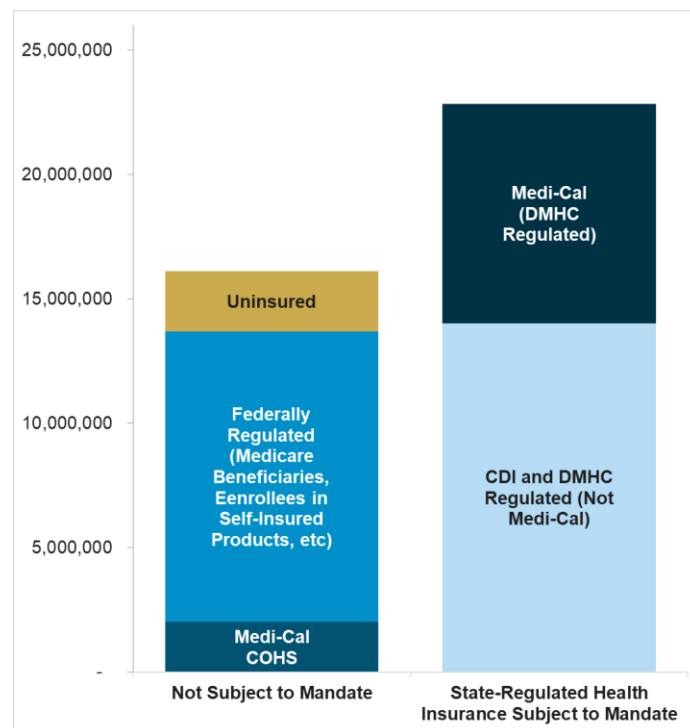 25,000,000
20,000,000
15,000,000
10,000,000
5,000,000
-
Uninsured
Federally
Regulated
(Medicare
Beneficiaries,
Eenrollees in
Self-Insured
Products, etc)
Medi-Cal
COHS
Medi-Cal
(DMHC
Regulated)
CDI and DMHC
Regulated (Not
Medi-Cal)
Not Subject to Mandate
State-Regulated Health
Insurance Subject to Mandate